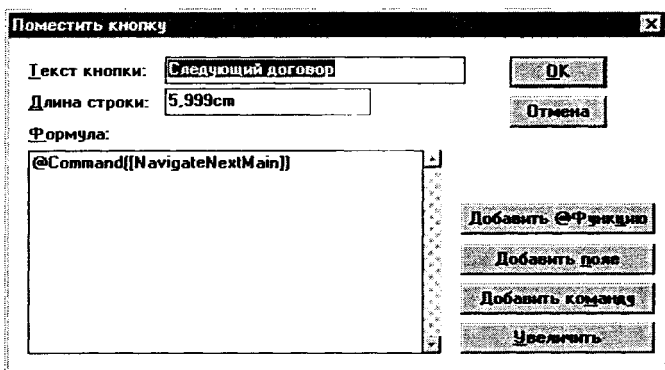 Поместить кнопку
Текст кнопки: Следующий договор
OK
Длина строки: 5,999cm
Отмена
Формула:
@Command([NavigateNextMain])
Добавить @Функцию
Добавить поле
Добавить команду
Увеличить